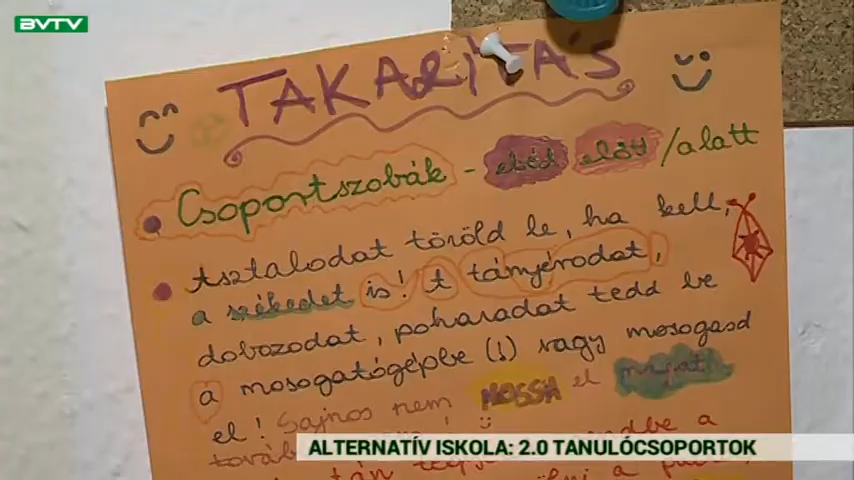 BVTV
TAKARíTÁS
Csoportszobák - ebéd előtt/alatt
Asztalodat töröld le, ha kell,
a székedet is! A tányérodat,
dobozodat, poharadat tedd be
a mosogatógépbe (!) vagy mosogasd
el! Sajnos nem MOSSA el magát
ALTERNATÍV ISKOLA: 2.0 TANULÓCSOPORTOK